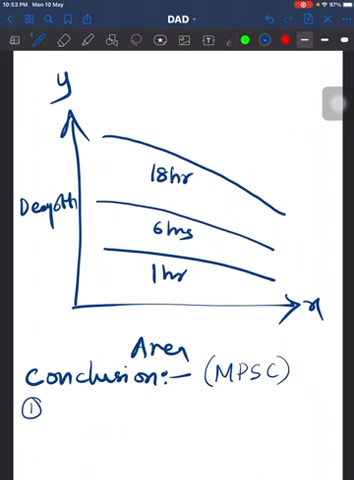 10:53 PM Mon 10 May
97%
DAD
y
18hr
Depth
6hrs
1hr
x
Area
Conclusion:- (MPSC)
①